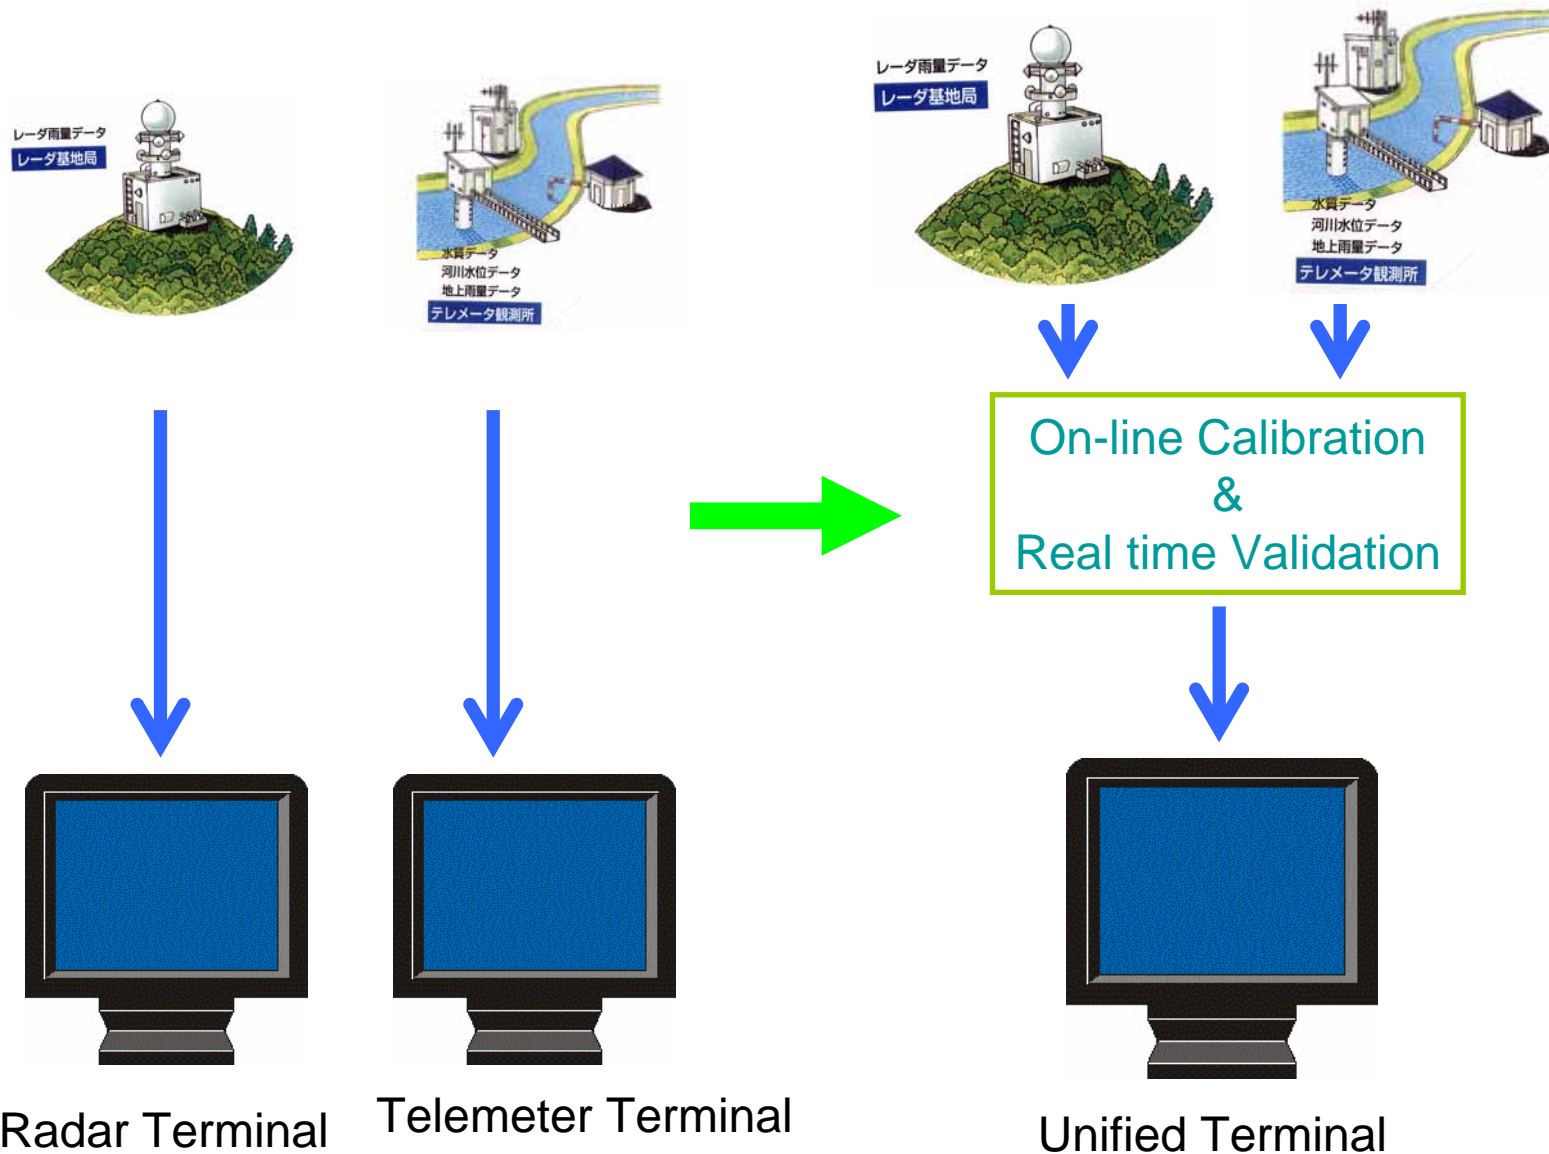 レーダ雨量データ
レーダ基地局
水質データ
河川水位データ
地上雨量データ
テレメータ観測所
レーダ雨量データ
レーダ基地局
水質データ
河川水位データ
地上雨量データ
テレメータ観測所
On-line Calibration
&
Real time Validation
Radar Terminal
Telemeter Terminal
Unified Terminal